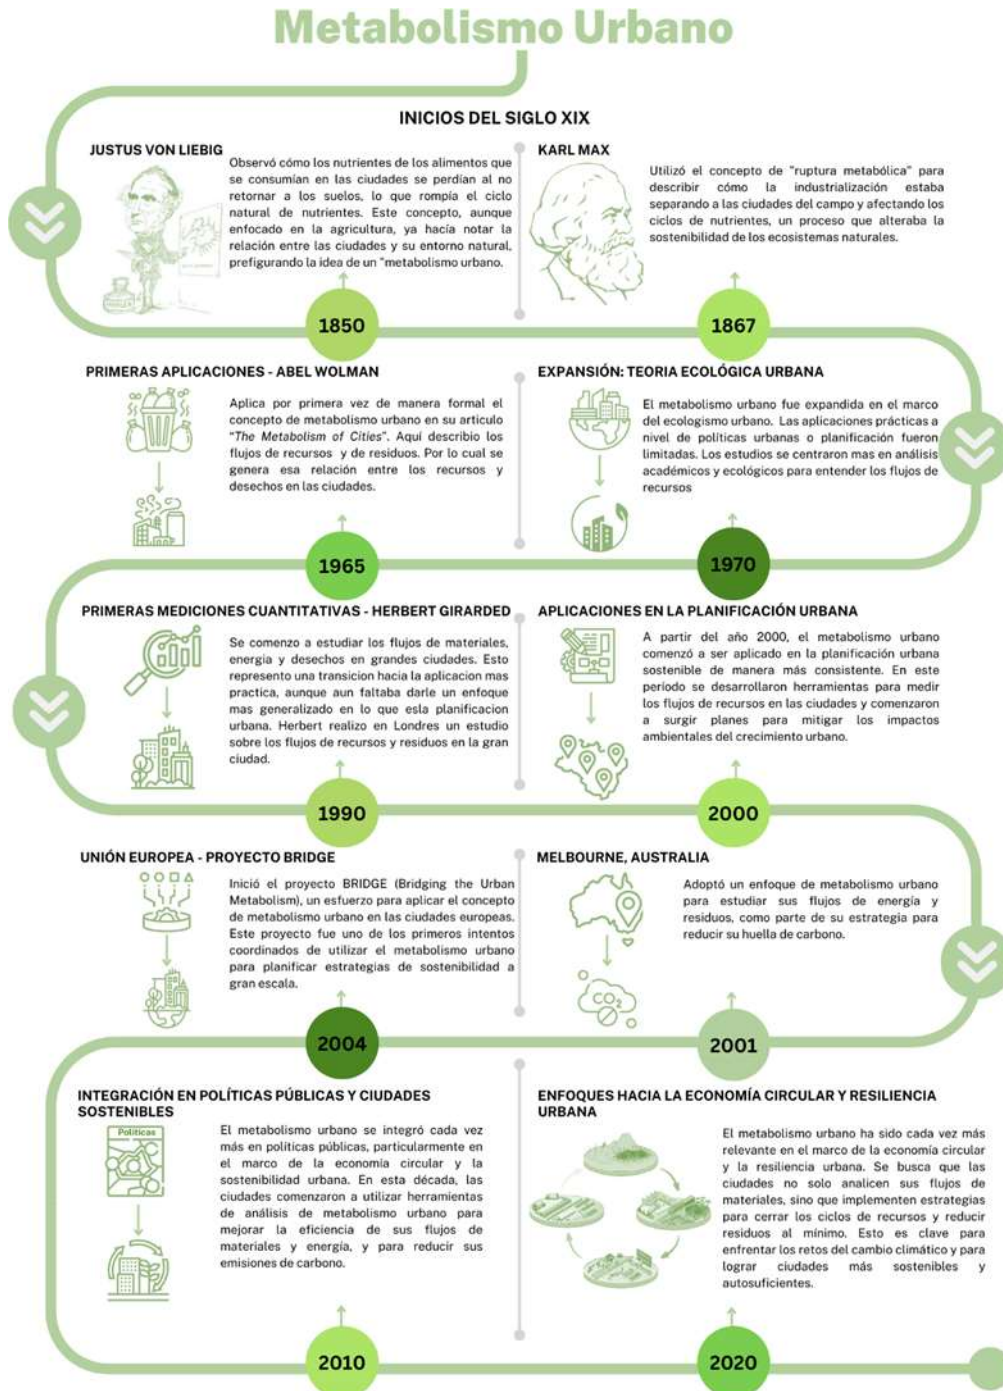 Metabolismo Urbano
INICIOS DEL SIGLO XIX
JUSTUS VON LIEBIG
Observó cómo los nutrientes de los alimentos que
se consumían en las ciudades se perdían al no
retornar a los suelos, lo que rompía el ciclo
natural de nutrientes. Este concepto, aunque
enfocado en la agricultura, ya hacía notar la
relación entre las ciudades y su entorno natural,
prefigurando la idea de un "metabolismo urbano.
1850
KARL MAX
Utilizó el concepto de "ruptura metabólica" para
describir cómo la industrialización estaba
separando a las ciudades del campo y afectando los
ciclos de nutrientes, un proceso que alteraba la
sostenibilidad de los ecosistemas naturales.
1867
PRIMERAS APLICACIONES - ABEL WOLMAN
Aplica por primera vez de manera formal el
concepto de metabolismo urbano en su articulo
"The Metabolism of Cities". Aquí describio los
flujos de recursos y de residuos. Por lo cual se
genera esa relación entre los recursos y
desechos en las ciudades.
1965
EXPANSIÓN: TEORIA ECOLÓGICA URBANA
El metabolismo urbano fue expandida en el marco
del ecologismo urbano. Las aplicaciones prácticas a
nivel de políticas urbanas o planificación fueron
limitadas. Los estudios se centraron mas en análisis
académicos y ecológicos para entender los flujos de
recursos
1970
PRIMERAS MEDICIONES CUANTITATIVAS - HERBERT GIRARDED
Se comenzo a estudiar los flujos de materiales,
energia y desechos en grandes ciudades. Esto
represento una transicion hacia la aplicacion mas
practica, aunque aun faltaba darle un enfoque
mas generalizado en lo que esla planificacion
urbana. Herbert realizo en Londres un estudio
sobre los flujos de recursos y residuos en la gran
ciudad.
1990
APLICACIONES EN LA PLANIFICACIÓN URBANA
A partir del año 2000, el metabolismo urbano
comenzó a ser aplicado en la planificación urbana
sostenible de manera más consistente. En este
período se desarrollaron herramientas para medir
los flujos de recursos en las ciudades y comenzaron
a surgir planes para mitigar los impactos
ambientales del crecimiento urbano.
2000
UNIÓN EUROPEA - PROYECTO BRIDGE
Inició el proyecto BRIDGE (Bridging the Urban
Metabolism), un esfuerzo para aplicar el concepto
de metabolismo urbano en las ciudades europeas.
Este proyecto fue uno de los primeros intentos
coordinados de utilizar el metabolismo urbano
para planificar estrategias de sostenibilidad a
gran escala.
2004
MELBOURNE, AUSTRALIA
Adoptó un enfoque de metabolismo urbano
para estudiar sus flujos de energía y
residuos, como parte de su estrategia para
reducir su huella de carbono.
CO2
2001
INTEGRACIÓN EN POLÍTICAS PÚBLICAS Y CIUDADES
SOSTENIBLES
Políticas
El metabolismo urbano se integró cada vez
más en políticas públicas, particularmente en
el marco de la economía circular y la
sostenibilidad urbana. En esta década, las
ciudades comenzaron a utilizar herramientas
de análisis de metabolismo urbano para
mejorar la eficiencia de sus flujos de
materiales y energía, y para reducir sus
emisiones de carbono.
2010
ENFOQUES HACIA LA ECONOMÍA CIRCULAR Y RESILIENCIA
URBANA
El metabolismo urbano ha sido cada vez más
relevante en el marco de la economía circular
y la resiliencia urbana. Se busca que las
ciudades no solo analicen sus flujos de
materiales, sino que implementen estrategias
para cerrar los ciclos de recursos y reducir
residuos al mínimo. Esto es clave para
enfrentar los retos del cambio climático y para
lograr ciudades más sostenibles y
autosuficientes.
2020